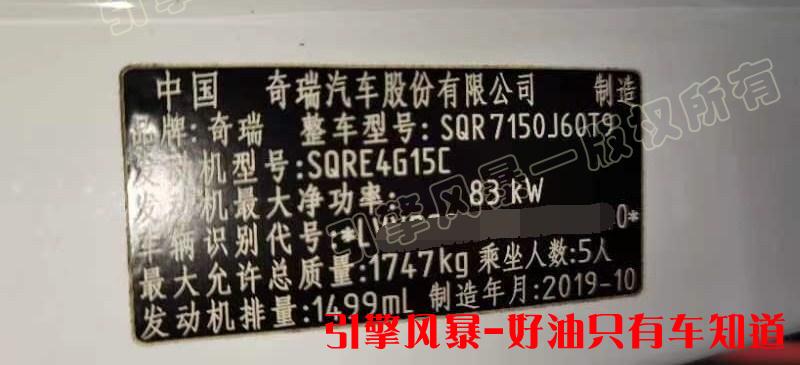 中国 奇瑞汽车股份有限公司 制造
品牌:奇瑞 整车型号:SQR7150J60T9
发动机型号:SQRE4G15C
发动机最大净功率: 83kW
车辆识别代号:*L 0*
最大允许总质量:1747kg 乘坐人数:5人
发动机排量:1499mL 制造年月:2019-10
引擎风暴-版权所有
引擎风暴-好油只有车知道